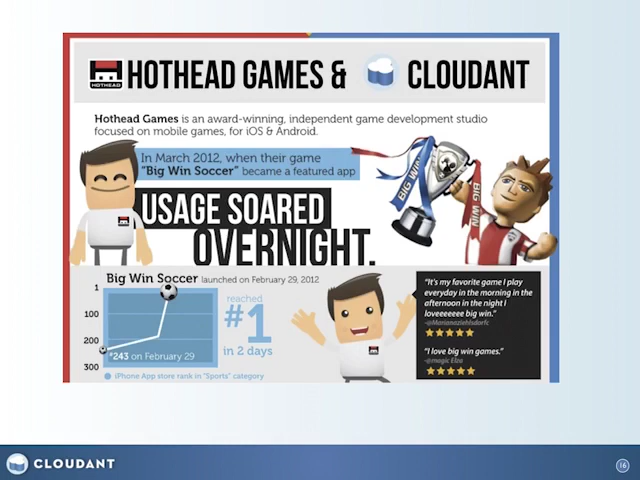 HOTHEAD
HOTHEAD GAMES & CLOUDANT
Hothead Games is an award-winning, independent game development studio
focused on mobile games, for iOS & Android.
In March 2012, when their game
"Big Win Soccer" became a featured app
USAGE SOARED
OVERNIGHT.
BIG WIN
BIG WIN
Big Win Soccer launched on February 29, 2012
1
100
200
300
#243 on February 29
reached
#1
in 2 days
iPhone App store rank in "Sports" category
"It's my favorite game I play
everyday in the morning in the
afternoon in the night I
loveeeeeee big win."
"I love big win games."
-@magic Elza
CLOUDANT
16